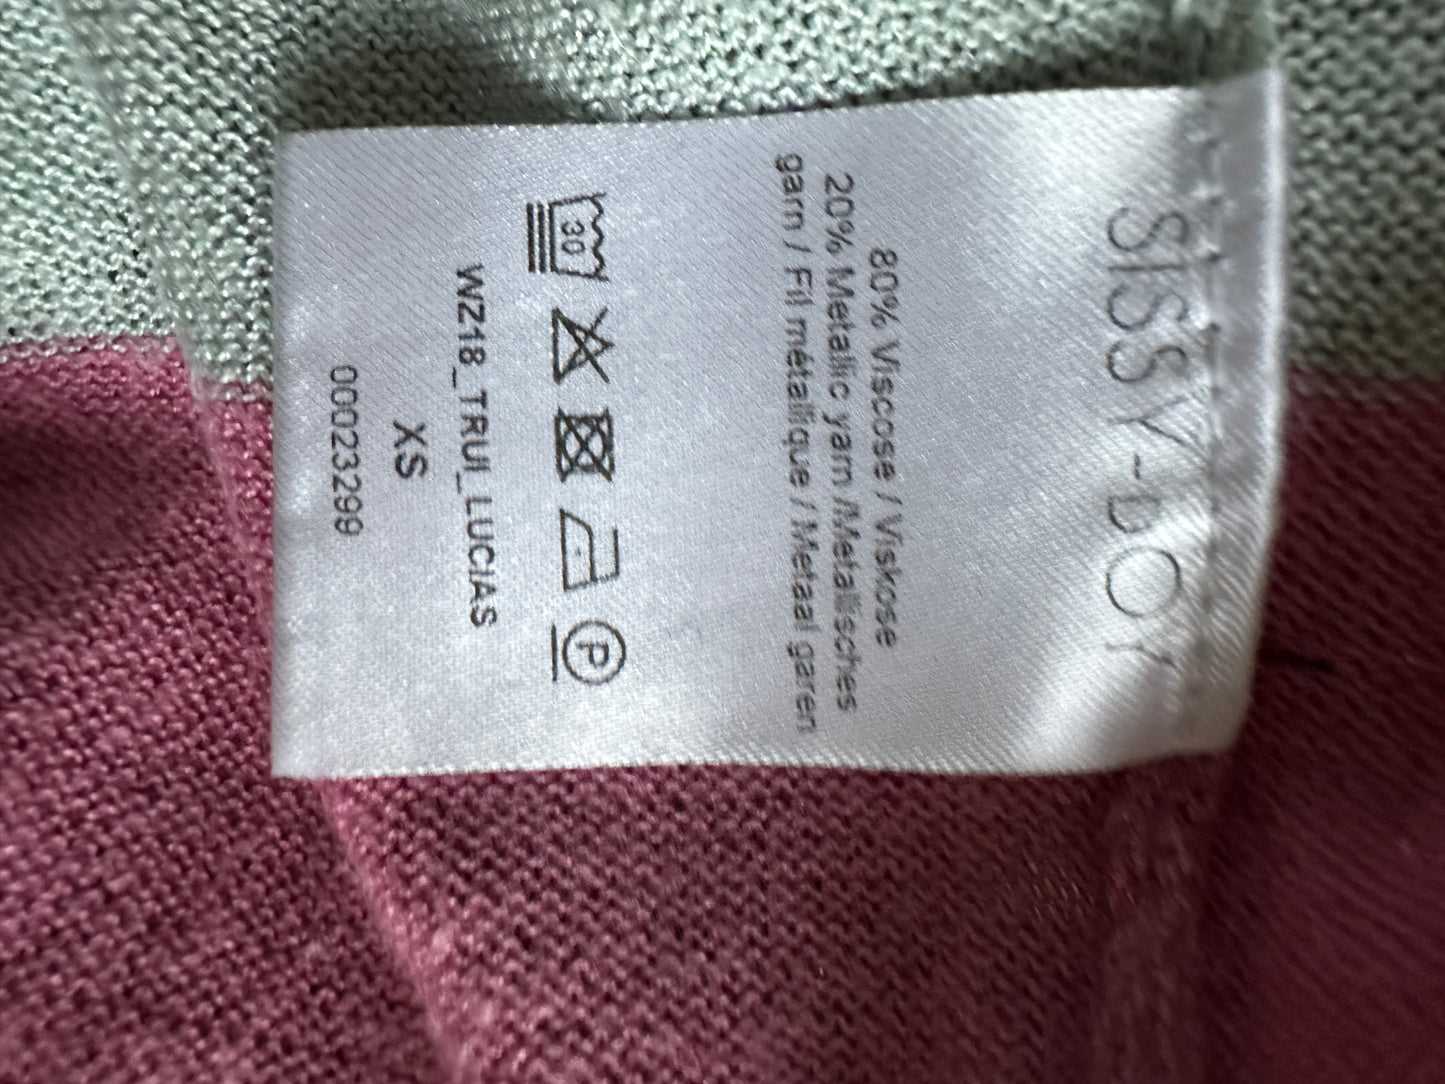 SISSY-BOY
80% Viscose / Viskose
20% Metallic yarn /Metallisches
garn / Fil métallique / Metaal garen
30
P
WZ18_TRUI_LUCIAS
XS
00023299